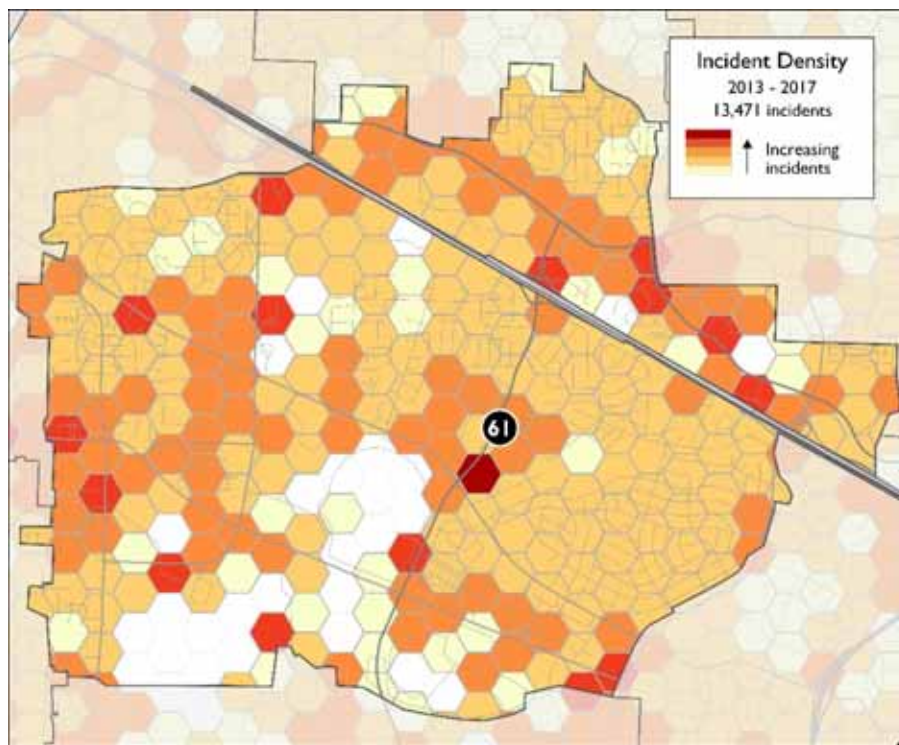 Incident Density
2013 - 2017
13,471 incidents
Increasing
incidents
61